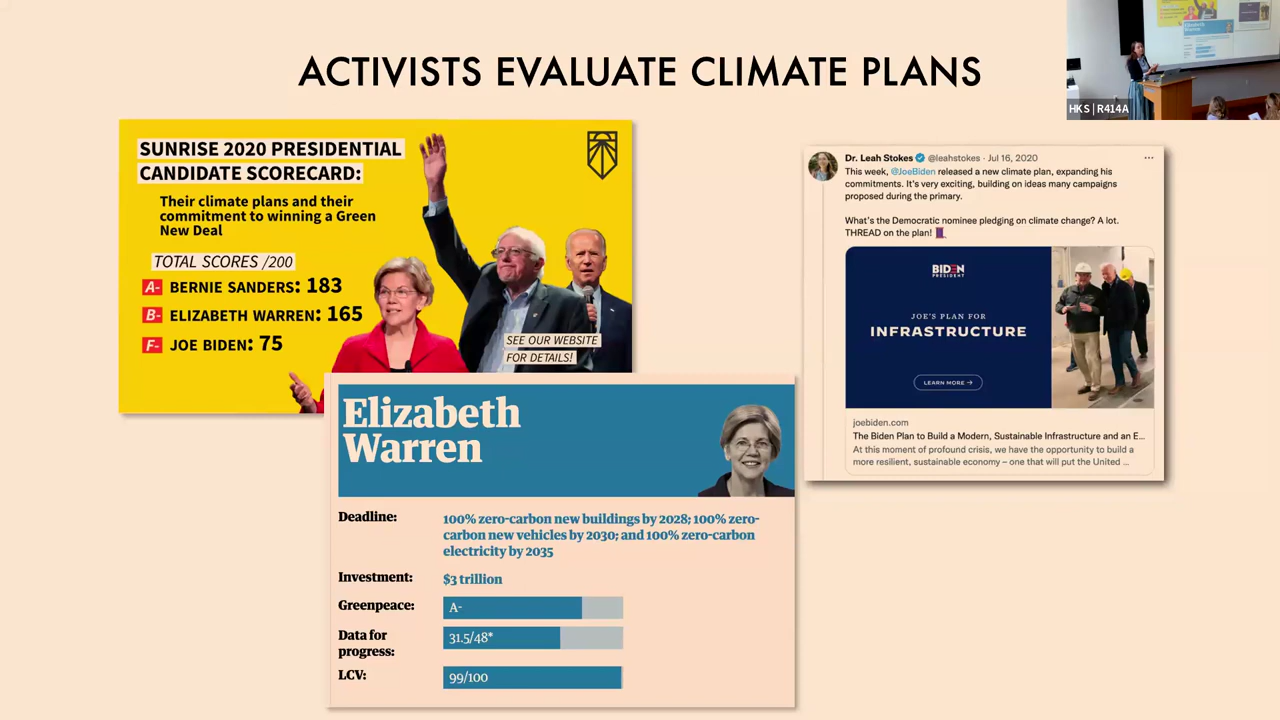 ACTIVISTS EVALUATE CLIMATE PLANS
HKS | R414A
SUNRISE 2020 PRESIDENTIAL
CANDIDATE SCORECARD:
Their climate plans and their
commitment to winning a Green
New Deal
TOTAL SCORES /200
A- BERNIE SANDERS: 183
B- ELIZABETH WARREN: 165
F- JOE BIDEN: 75
SEE OUR WEBSITE
FOR DETAILS!
Dr. Leah Stokes @leahstokes · Jul 16, 2020
This week, @JoeBiden released a new climate plan, expanding his
commitments. It's very exciting, building on ideas many campaigns
proposed during the primary.
What's the Democratic nominee pledging on climate change? A lot.
THREAD on the plan!
BIDEN
PRESIDENT
JOE'S PLAN FOR
INFRASTRUCTURE
LEARN MORE →
joebiden.com
The Biden Plan to Build a Modern, Sustainable Infrastructure and an E...
At this moment of profound crisis, we have the opportunity to build a
more resilient, sustainable economy – one that will put the United ...
Elizabeth
Warren
Deadline: 100% zero-carbon new buildings by 2028; 100% zero-
carbon new vehicles by 2030; and 100% zero-carbon
electricity by 2035
Investment: $3 trillion
Greenpeace: A-
Data for
progress: 31.5/48*
LCV: 99/100